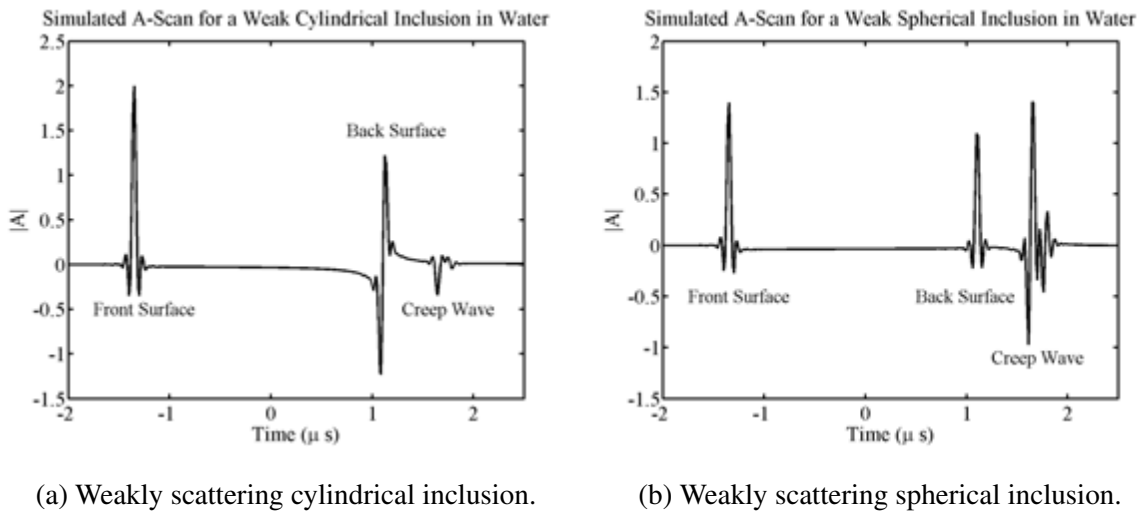 Simulated A-Scan for a Weak Cylindrical Inclusion in Water
2.5
2
1.5
1
0.5
0
-0.5
-1
-1.5
|A|
Back Surface
Front Surface
Creep Wave
-2
-1
0
1
2
Time (μ s)
(a) Weakly scattering cylindrical inclusion.
Simulated A-Scan for a Weak Spherical Inclusion in Water
2
1.5
1
0.5
0
-0.5
-1
-1.5
|A|
Front Surface
Back Surface
Creep Wave
-2
-1
0
1
2
Time (μ s)
(b) Weakly scattering spherical inclusion.